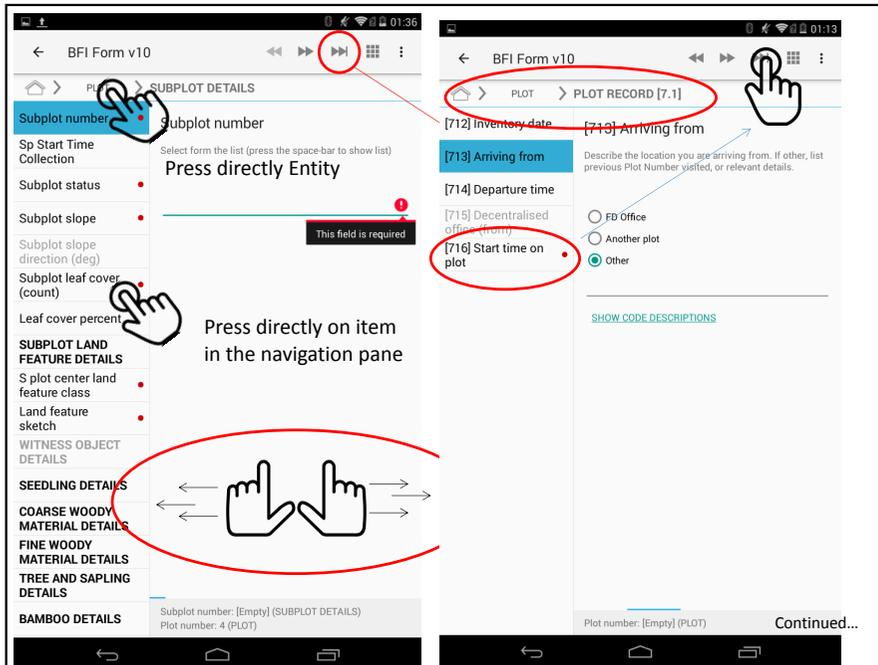 01:36
BFI Form v10
PLOT
SUBPLOT DETAILS
Subplot number
Sp Start Time
Collection
Subplot status
Subplot slope
Subplot slope
direction (deg)
Subplot leaf cover
(count)
Leaf cover percent
SUBPLOT LAND
FEATURE DETAILS
S plot center land
feature class
Land feature
sketch
WITNESS OBJECT
DETAILS
SEEDLING DETAILS
COARSE WOODY
MATERIAL DETAILS
FINE WOODY
MATERIAL DETAILS
TREE AND SAPLING
DETAILS
BAMBOO DETAILS
Subplot number
Select form the list (press the space-bar to show list)
Press directly Entity
This field is required
Press directly on item
in the navigation pane
Subplot number: [Empty] (SUBPLOT DETAILS)
Plot number: 4 (PLOT)
01:13
BFI Form v10
PLOT
PLOT RECORD [7.1]
[712] Inventory date
[713] Arriving from
[714] Departure time
[715] Decentralised
office (from)
[716] Start time on
plot
[713] Arriving from
Describe the location you are arriving from. If other, list
previous Plot Number visited, or relevant details.
FD Office
Another plot
Other
SHOW CODE DESCRIPTIONS
Plot number: [Empty] (PLOT)
Continued...